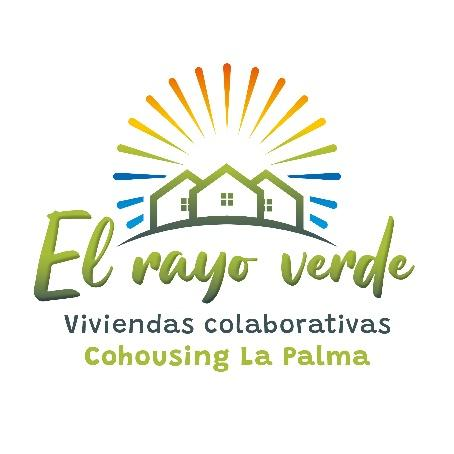 El rayo verde
Viviendas colaborativas
Cohousing La Palma